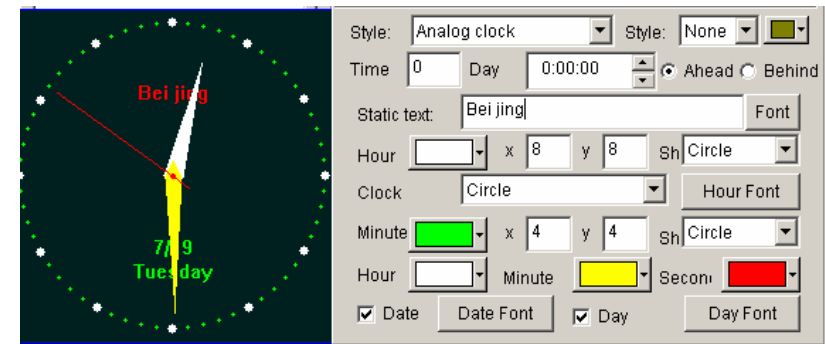 Bei jing
7/ 9
Tuesday
Style: Analog clock Style: None
Time 0 Day 0:00:00 Ahead Behind
Static text: Bei jing Font
Hour x 8 y 8 Sh Circle
Clock Circle Hour Font
Minute x 4 y 4 Sh Circle
Hour Minute Secon
Date Date Font Day Day Font